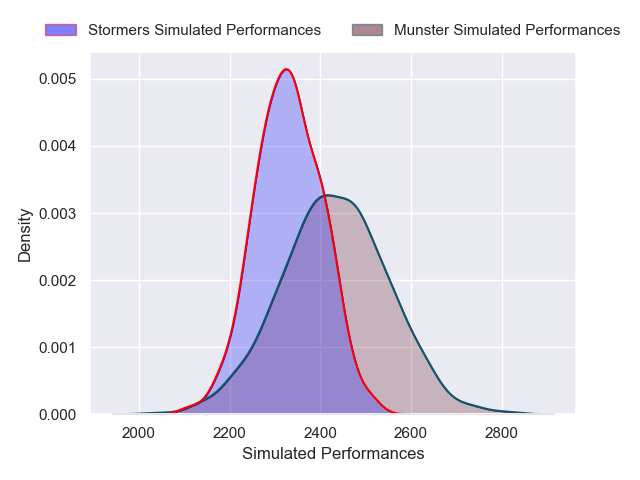 Stormers Simulated Performances Munster Simulated Performances
0.005
0.004
0.003
0.002
0.001
0.000
Density
2000 2200 2400 2600 2800
Simulated Performances